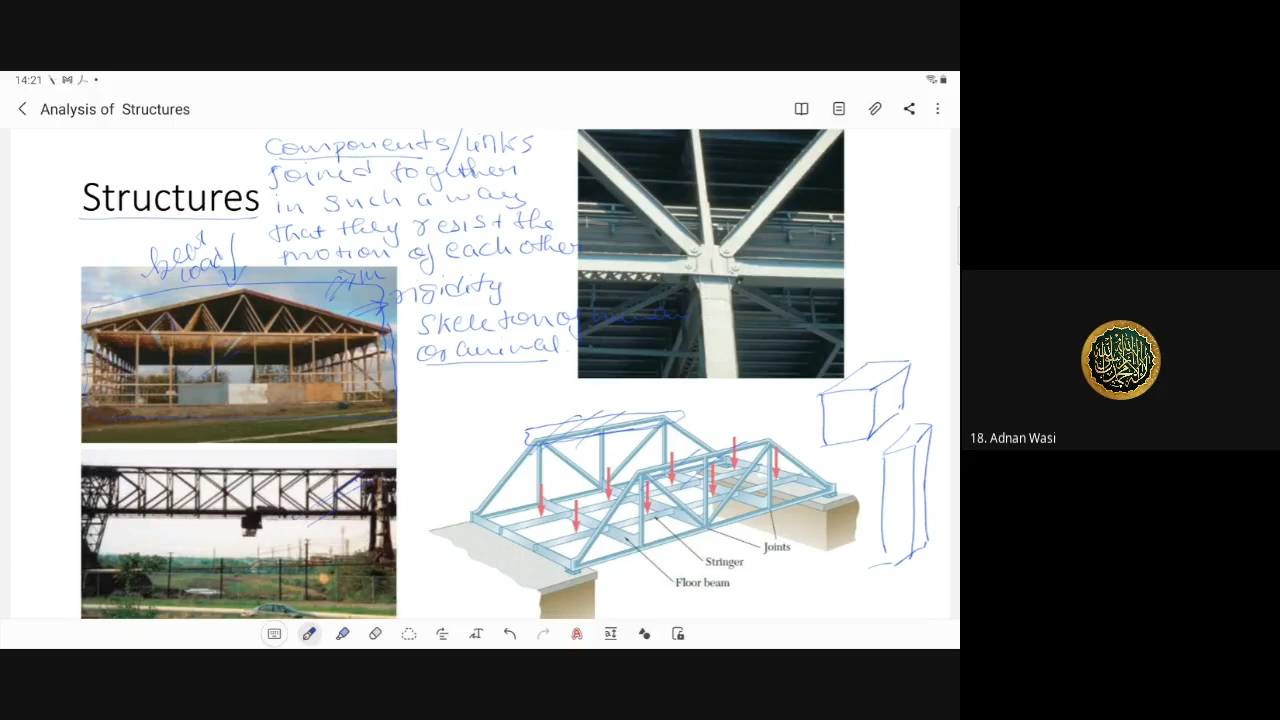 14:21
Analysis of Structures
components/links
joined together
in such a way
that they resist the
motion of each other
Structures
load
rigidity
skeleton of
or animal.
Joints
Stringer
Floor beam
18. Adnan Wasi